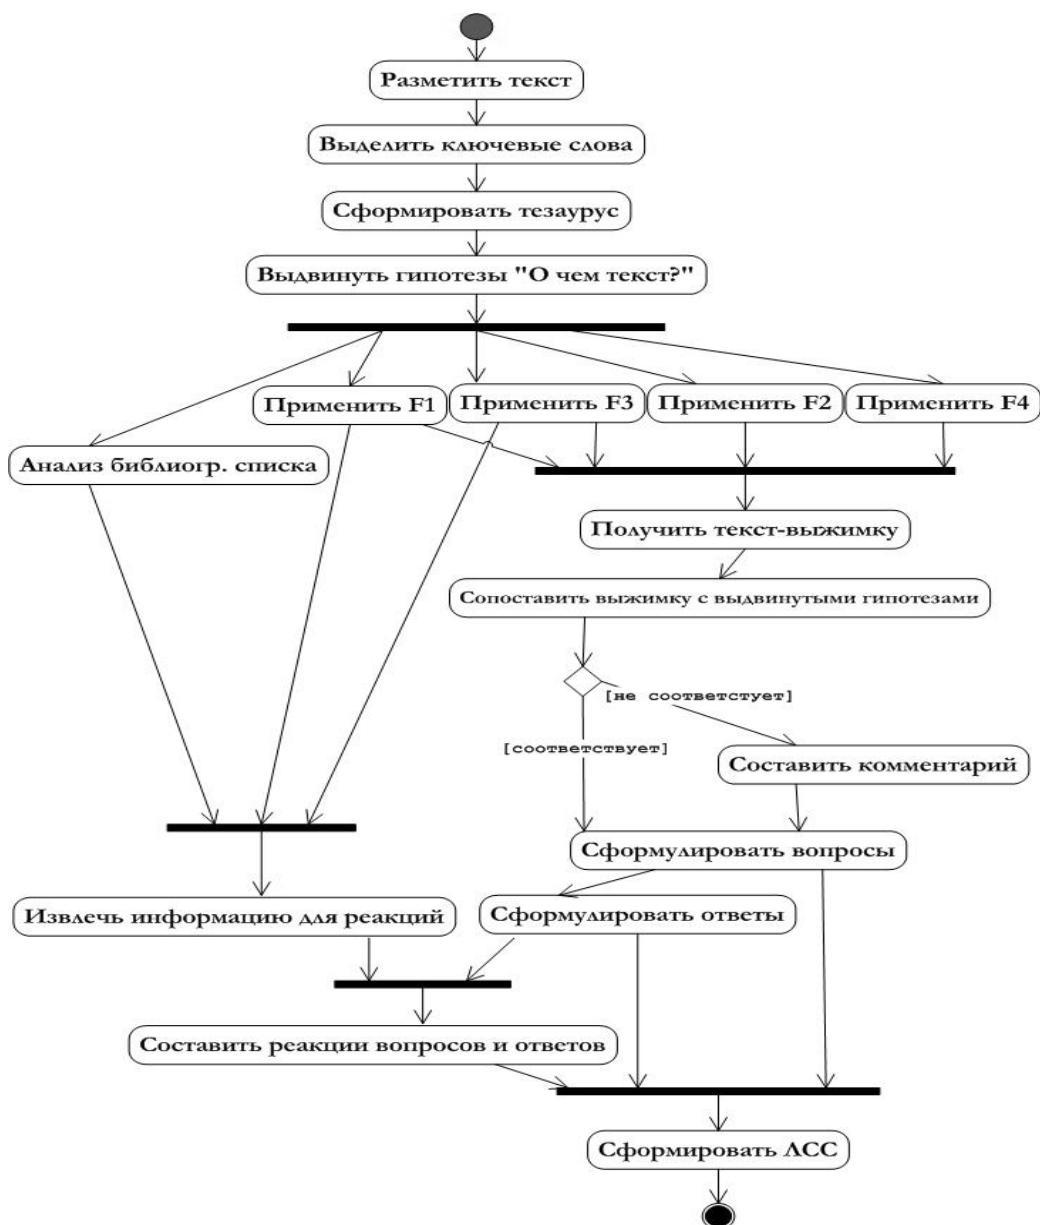 Разметить текст
Выделить ключевые слова
Сформировать тезаурус
Выдвинуть гипотезы "О чем текст?"
Применить F1
Применить F3
Применить F2
Применить F4
Анализ библиогр. списка
Получить текст-выжимку
Сопоставить выжимку с выдвинутыми гипотезами
[не соответстует]
[соответствует]
Составить комментарий
Сформулировать вопросы
Извлечь информацию для реакций
Сформулировать ответы
Составить реакции вопросов и ответов
Сформировать ЛСС